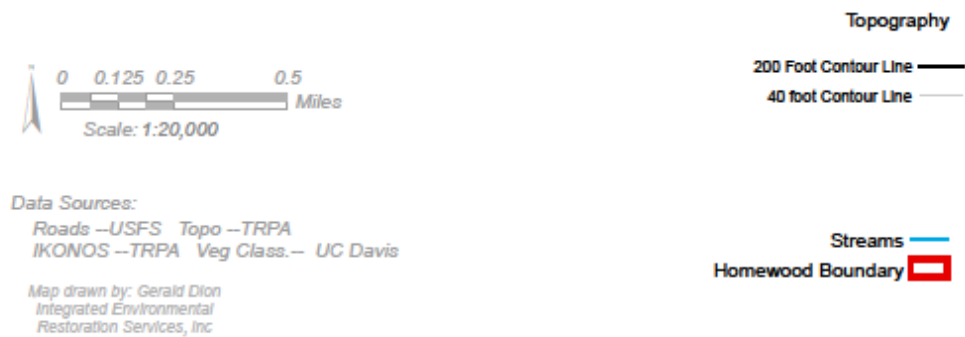 Topography
200 Foot Contour Line
40 foot Contour Line
N
0 0.125 0.25 0.5
Miles
Scale: 1:20,000
Data Sources:
Roads --USFS Topo --TRPA
IKONOS --TRPA Veg Class.-- UC Davis
Map drawn by: Gerald Dion
Integrated Environmental
Restoration Services, Inc
Streams
Homewood Boundary